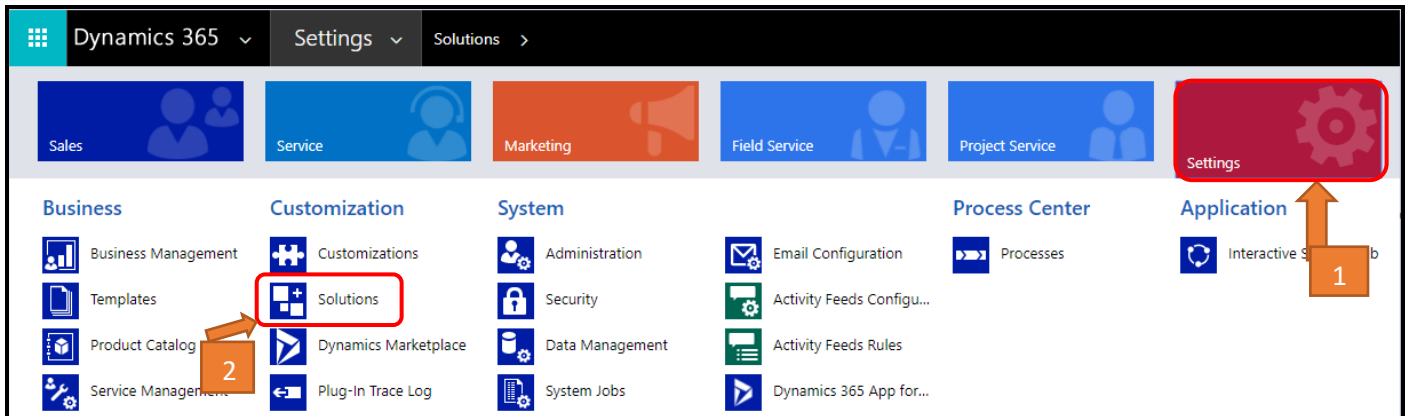 Dynamics 365 Settings Solutions >
Sales Service Marketing Field Service Project Service Settings
Business Customization System Process Center Application
Business Management Customizations Administration Email Configuration Processes Interactive S b
1
Templates Solutions Security Activity Feeds Configu...
Product Catalog Dynamics Marketplace Data Management Activity Feeds Rules
2
Service Management Plug-In Trace Log System Jobs Dynamics 365 App for...